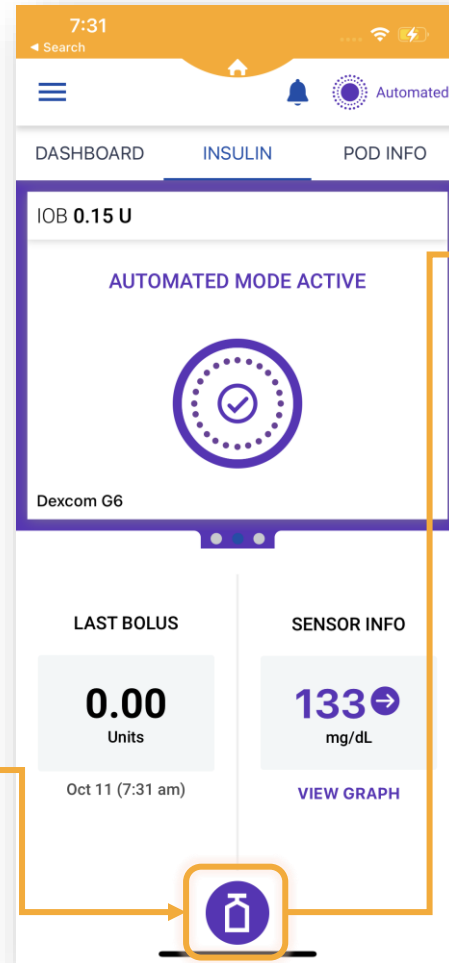 7:31
◀ Search
Automated
DASHBOARD INSULIN POD INFO
IOB 0.15 U
AUTOMATED MODE ACTIVE
Dexcom G6
LAST BOLUS
0.00
Units
Oct 11 (7:31 am)
SENSOR INFO
133
mg/dL
VIEW GRAPH